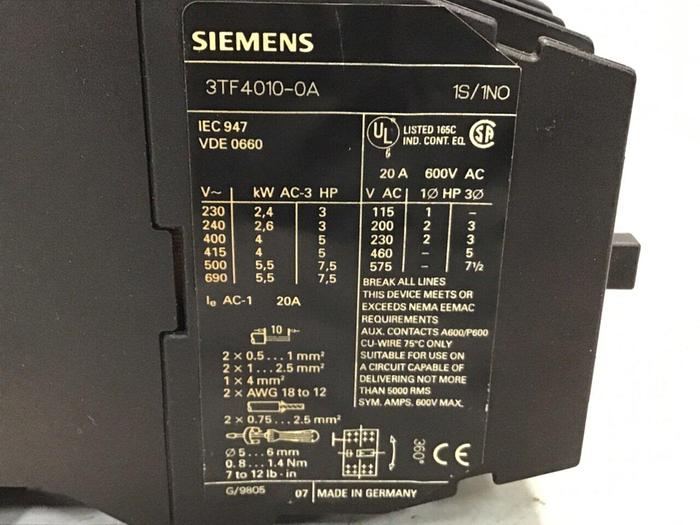 SIEMENS
3TF4010-0A 1S/1NO
IEC 947
VDE 0660
V~ kW AC-3 HP
230 2,4 3
240 2,6 3
400 4 5
415 4 5
500 5,5 7,5
690 5,5 7,5
Ie AC-1 20A
10
2 × 0.5...1 mm²
2 × 1...2.5 mm²
1 × 4 mm²
2 × AWG 18 to 12
2 × 0.75...2.5 mm²
Ø 5...6 mm
0.8...1.4 Nm
7 to 12 lb-in
G/9805
UL LISTED 165C
IND. CONT. EQ.
SA
20 A 600V AC
V AC 1Ø HP 3Ø
115 1 –
200 2 3
230 2 3
460 – 5
575 – 7½
BREAK ALL LINES
THIS DEVICE MEETS OR
EXCEEDS NEMA EEMAC
REQUIREMENTS
AUX. CONTACTS A600/P600
CU-WIRE 75°C ONLY
SUITABLE FOR USE ON
A CIRCUIT CAPABLE OF
DELIVERING NOT MORE
THAN 5000 RMS
SYM. AMPS. 600V MAX.
360°
CE
07 MADE IN GERMANY